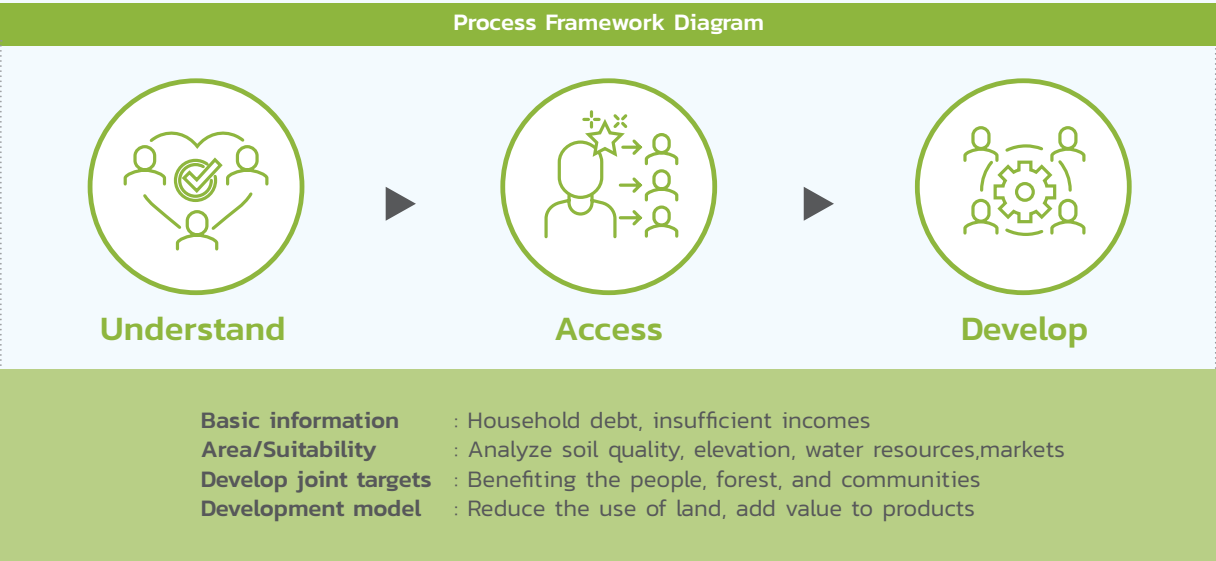 Process Framework Diagram
Understand
Access
Develop
Basic information : Household debt, insufficient incomes
Area/Suitability : Analyze soil quality, elevation, water resources,markets
Develop joint targets : Benefiting the people, forest, and communities
Development model : Reduce the use of land, add value to products